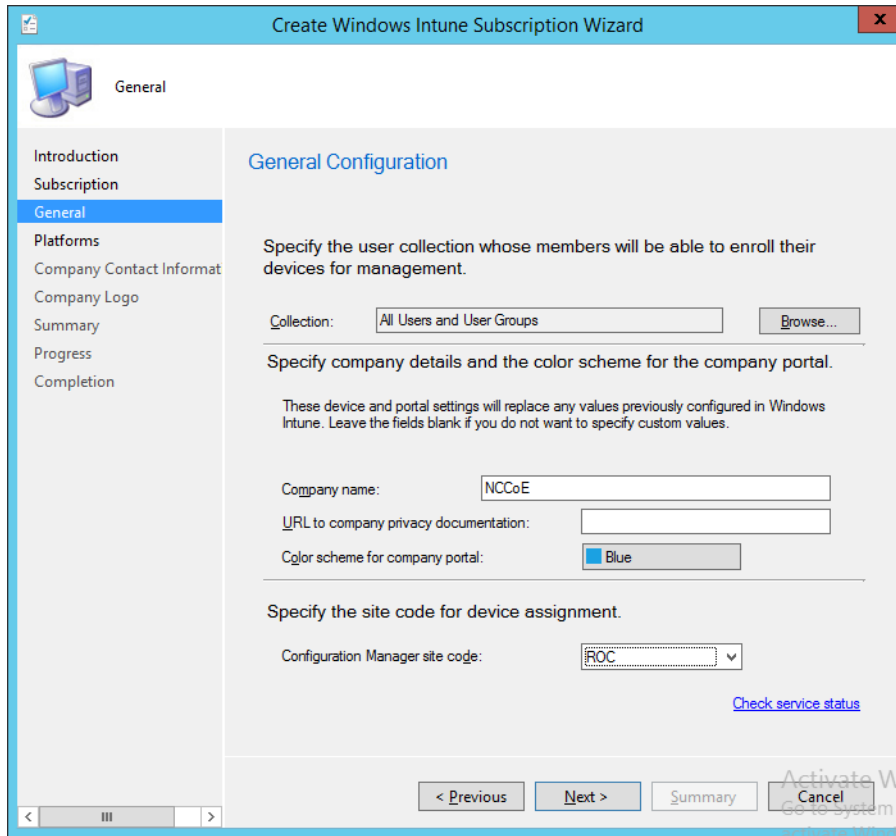 Create Windows Intune Subscription Wizard
x
General
Introduction
Subscription
General
Platforms
Company Contact Informat
Company Logo
Summary
Progress
Completion
General Configuration
Specify the user collection whose members will be able to enroll their
devices for management.
Collection:
All Users and User Groups
Browse...
Specify company details and the color scheme for the company portal.
These device and portal settings will replace any values previously configured in Windows
Intune. Leave the fields blank if you do not want to specify custom values.
Company name:
NCCoE
URL to company privacy documentation:
Color scheme for company portal:
Blue
Specify the site code for device assignment.
Configuration Manager site code:
ROC
Check service status
< Previous
Next >
Summary
Cancel
Activate W
Go to System